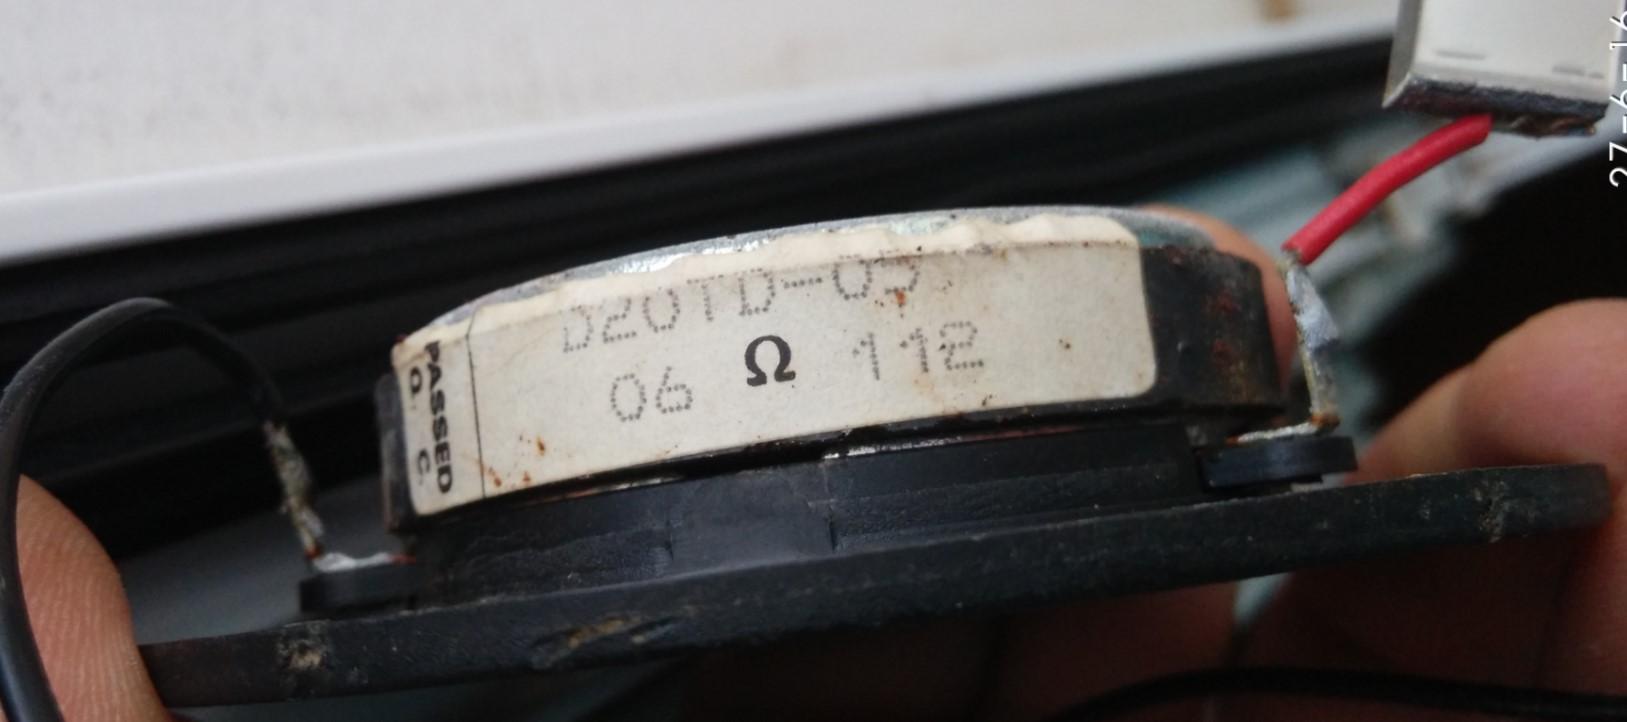 D20TD-05
06 Ω 112
PASSED
Q. C.